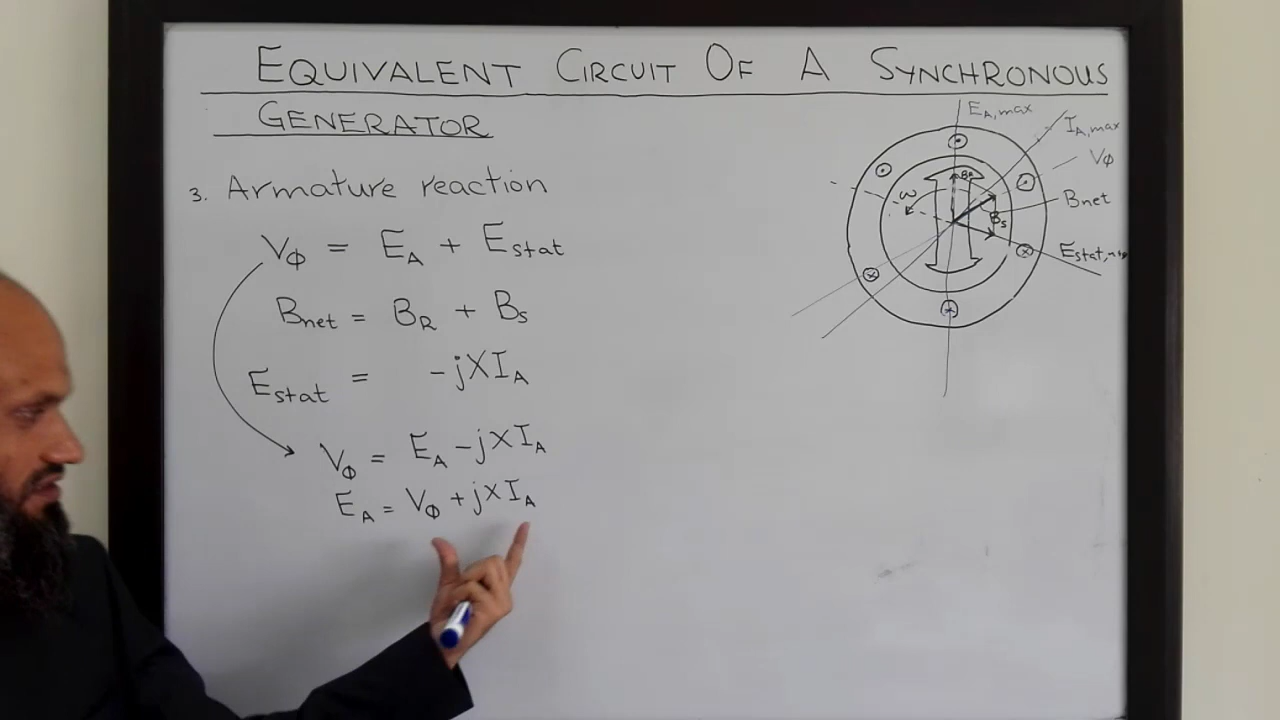 EQUIVALENT CIRCUIT OF A SYNCHRONOUS
GENERATOR
3. Armature reaction
Vϕ = EA + Estat
Bnet = BR + BS
Estat = -jXIA
Vϕ = EA - jXIA
EA = Vϕ + jXIA
EA,max
IA,max
Vϕ
Bnet
BR
ω
BS
Estat,